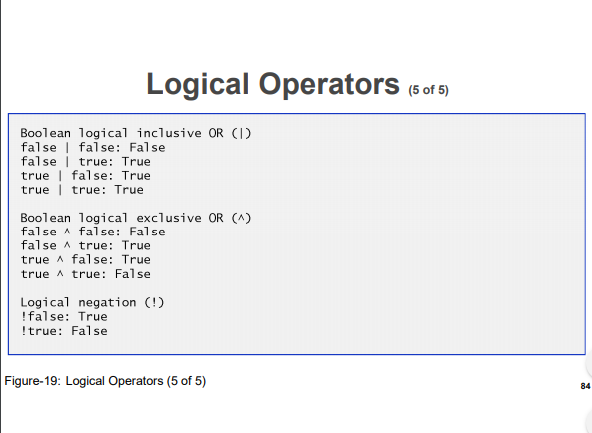 Logical Operators (5 of 5)
Boolean logical inclusive OR (|)
false | false: False
false | true: True
true | false: True
true | true: True
Boolean logical exclusive OR (^)
false ^ false: False
false ^ true: True
true ^ false: True
true ^ true: False
Logical negation (!)
!false: True
!true: False
Figure-19: Logical Operators (5 of 5)
84